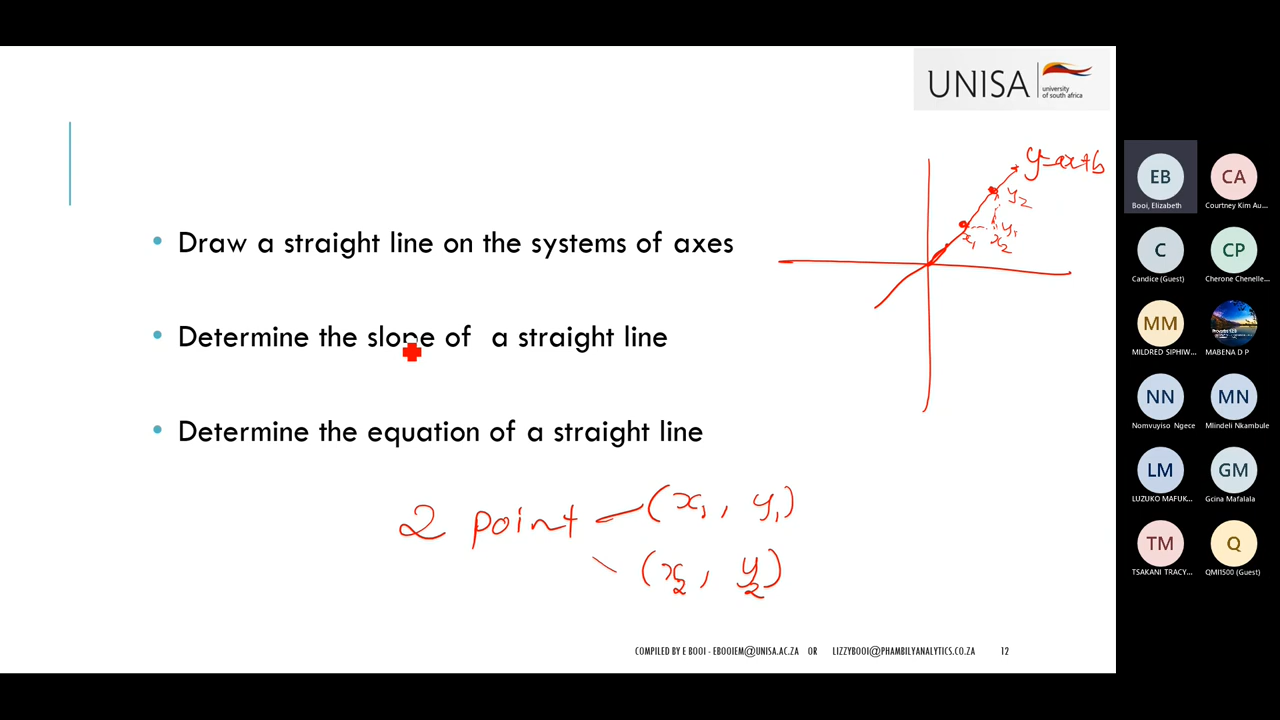 UNISA
university
of south africa
y=ax+b
y2
y1
x1
x2
• Draw a straight line on the systems of axes
• Determine the slope of a straight line
• Determine the equation of a straight line
2 point
(x1, y1)
(x2, y2)
COMPILED BY E BOOI - EBOOIEM@UNISA.AC.ZA OR LIZZYBOOI@PHAMBILYANALYTICS.CO.ZA 12
EB
CA
Booi, Elizabeth
Courtney Kim Au...
C
CP
Candice (Guest)
Cherone Chenelle...
MM
MILDRED SIPHIW...
MABENA D P
NN
MN
Nomvuyiso Ngece
Mlindeli Nkambule
LM
GM
LUZUKO MAFUK...
Gcina Mafalala
TM
Q
TSAKANI TRACY...
QMI1500 (Guest)